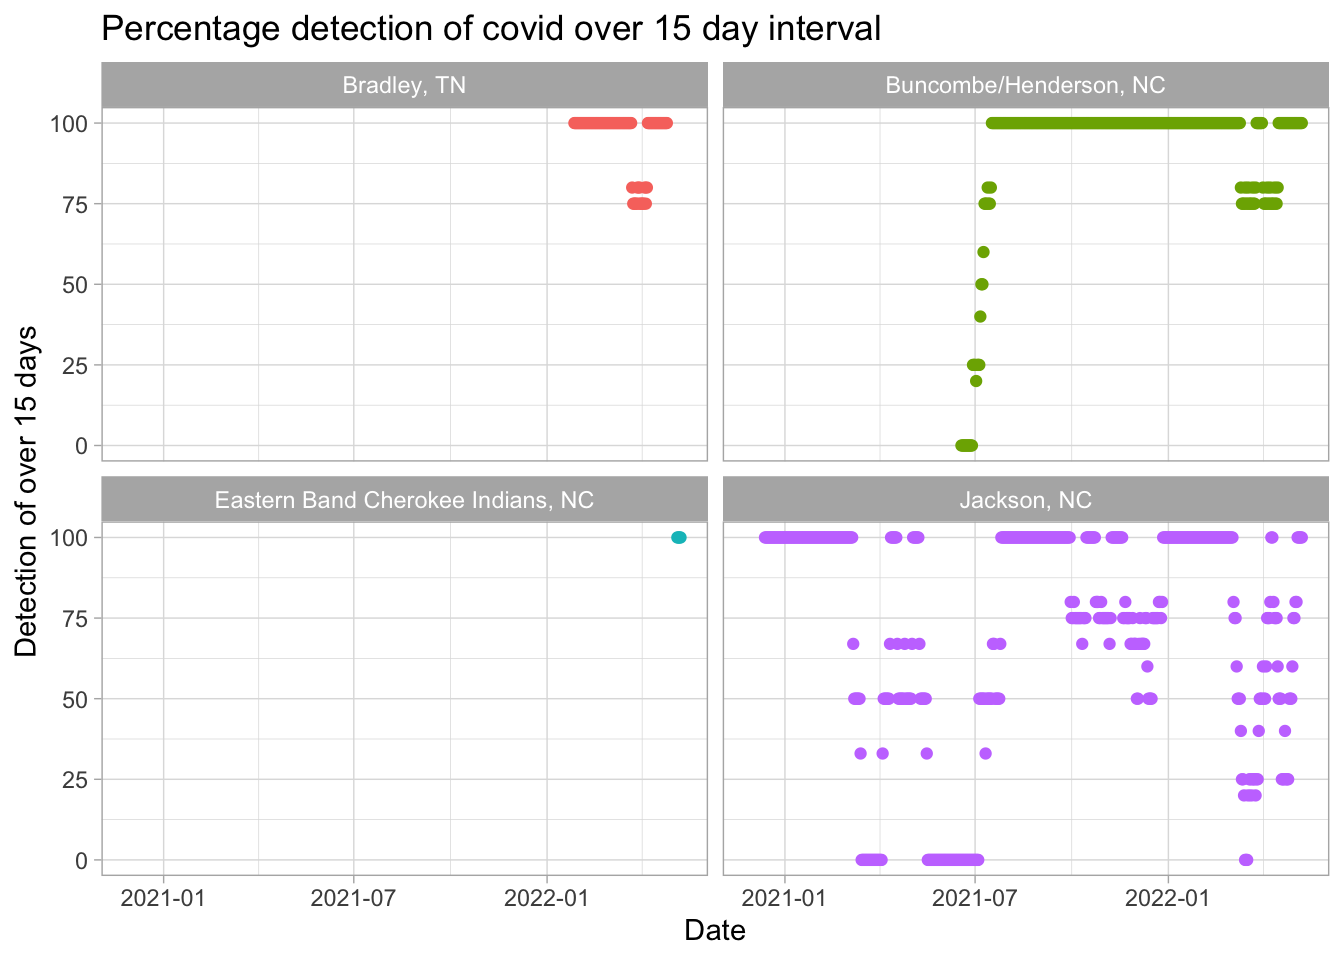 Percentage detection of covid over 15 day interval
Bradley, TN
Buncombe/Henderson, NC
100
75
50
25
0
Eastern Band Cherokee Indians, NC
Jackson, NC
100
75
50
25
0
Detection of over 15 days
2021-01
2021-07
2022-01
2021-01
2021-07
2022-01
Date